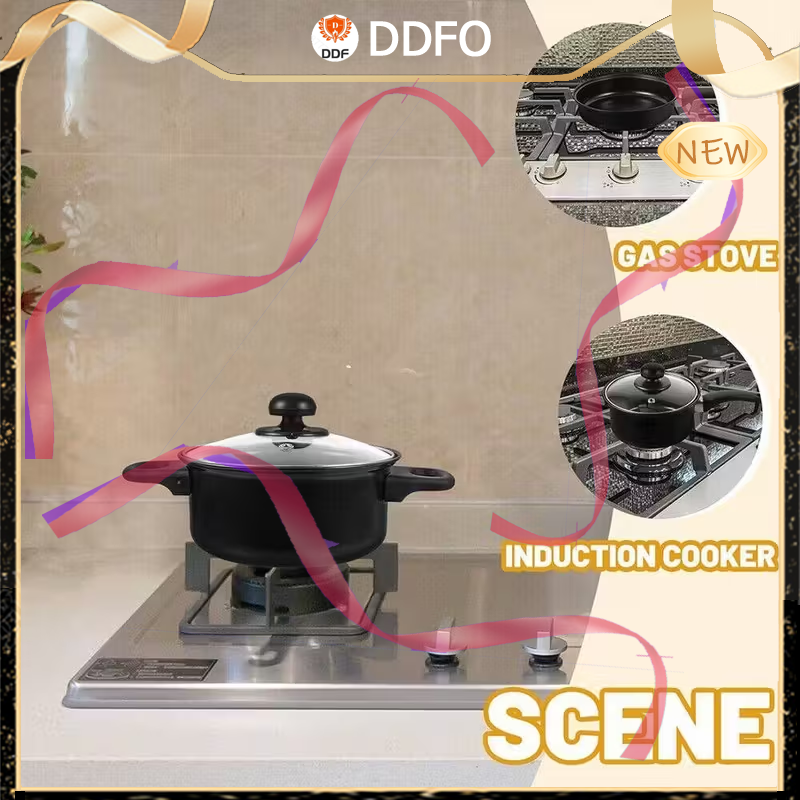 DDF
DDFO
NEW
GAS STOVE
INDUCTION COOKER
SCENE